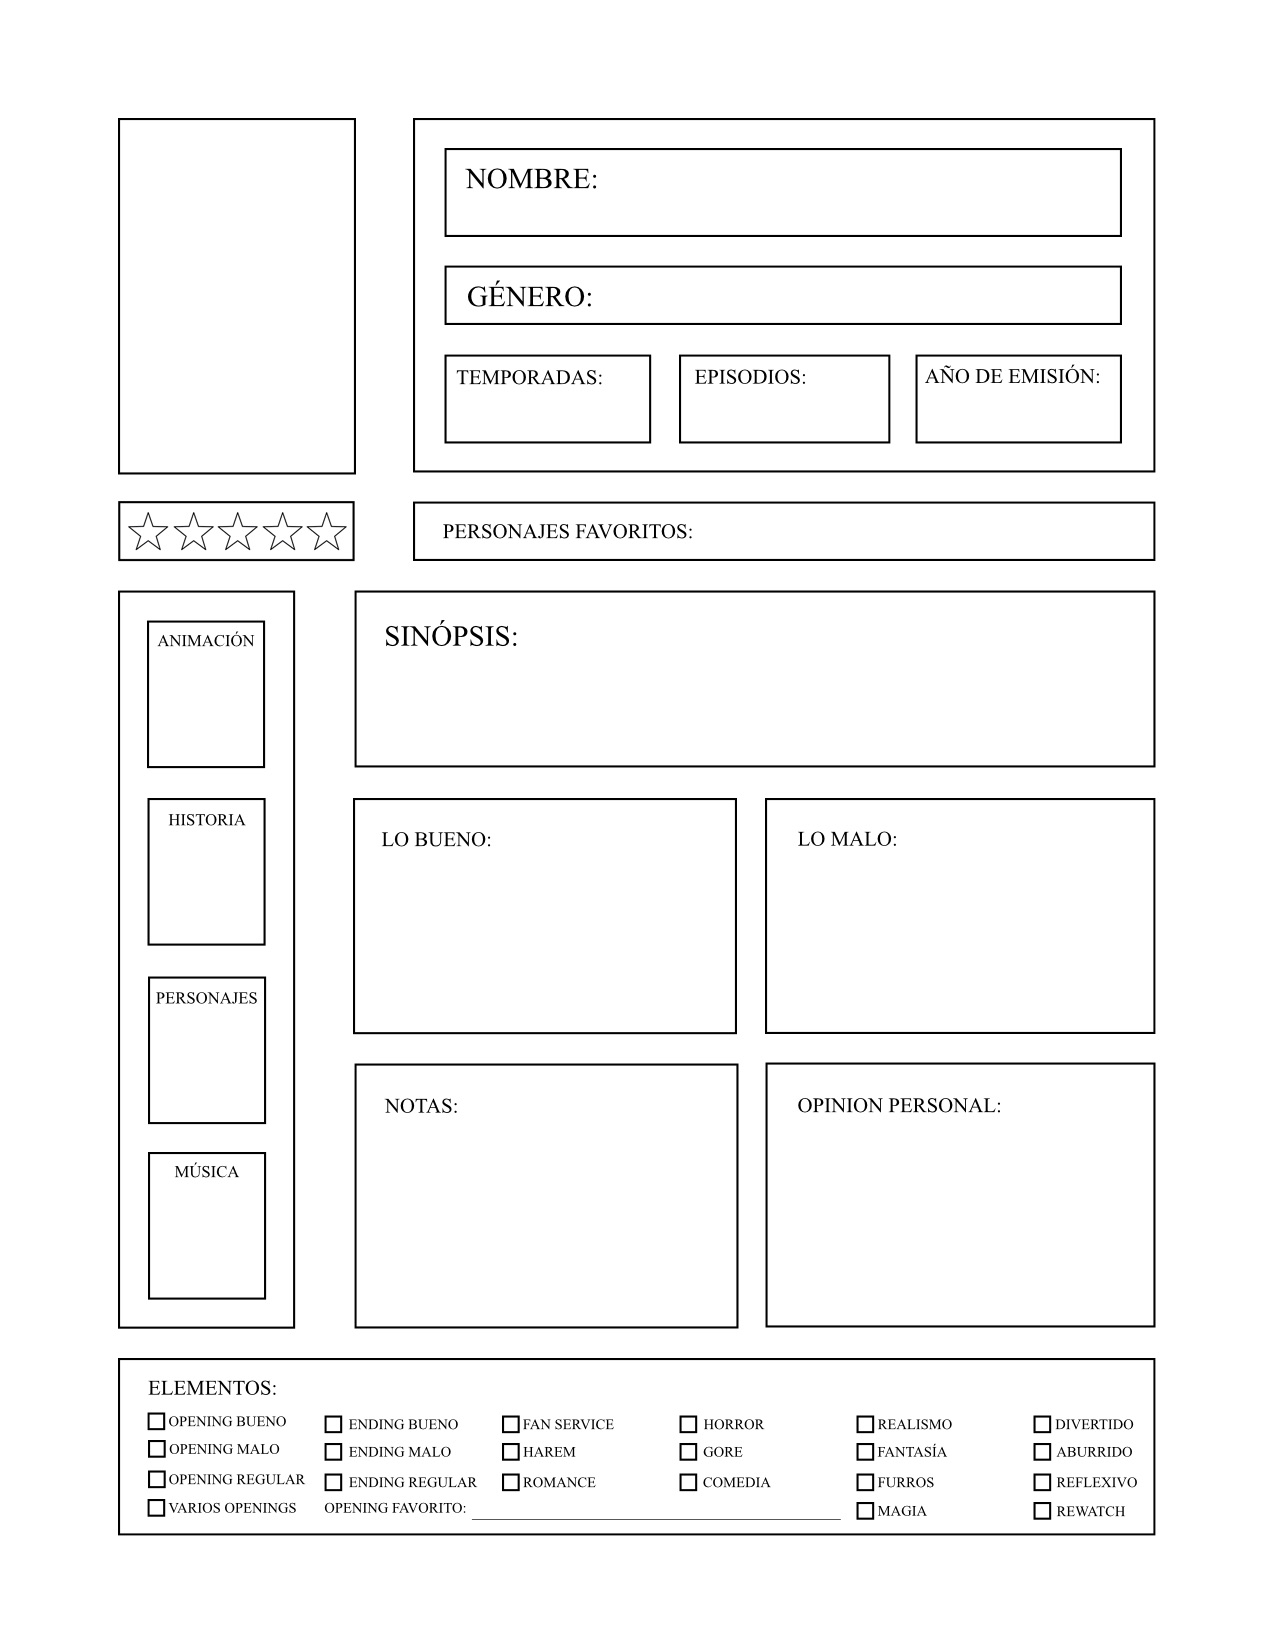 NOMBRE:
GÉNERO:
TEMPORADAS:
EPISODIOS:
AÑO DE EMISIÓN:
PERSONAJES FAVORITOS:
ANIMACIÓN
HISTORIA
PERSONAJES
MÚSICA
SINÓPSIS:
LO BUENO:
LO MALO:
NOTAS:
OPINION PERSONAL:
ELEMENTOS:
OPENING BUENO
OPENING MALO
OPENING REGULAR
VARIOS OPENINGS
ENDING BUENO
ENDING MALO
ENDING REGULAR
OPENING FAVORITO:
FAN SERVICE
HAREM
ROMANCE
HORROR
GORE
COMEDIA
REALISMO
FANTASÍA
FURROS
MAGIA
DIVERTIDO
ABURRIDO
REFLEXIVO
REWATCH